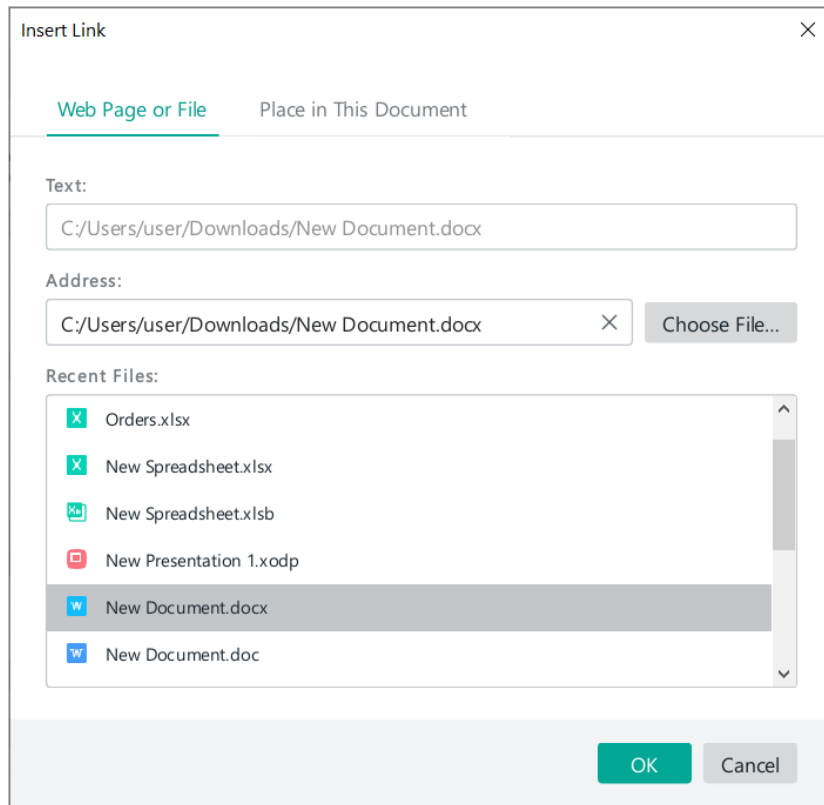 Insert Link
Web Page or File
Place in This Document
Text:
C:/Users/user/Downloads/New Document.docx
Address:
C:/Users/user/Downloads/New Document.docx
Choose File...
Recent Files:
Orders.xlsx
New Spreadsheet.xlsx
New Spreadsheet.xlsb
New Presentation 1.xodp
New Document.docx
New Document.doc
OK
Cancel